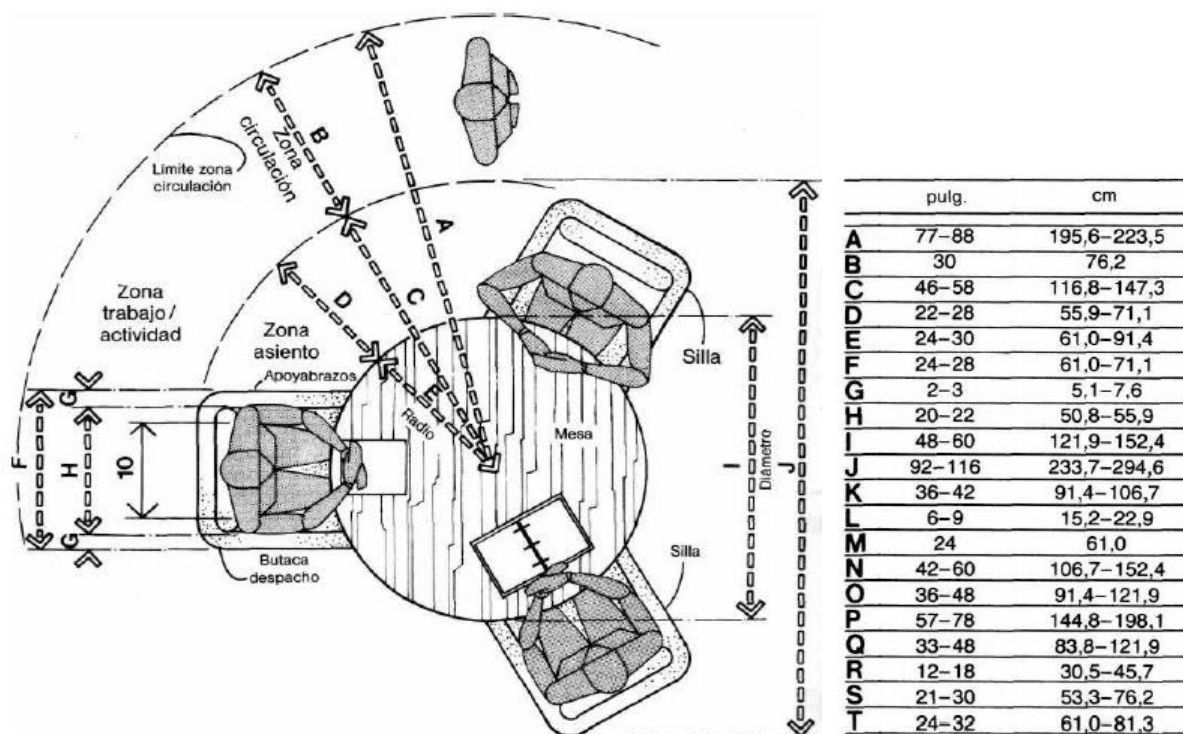 A
B
Zona
circulación
Límite zona
circulación
A
C
D
Zona
trabajo/
actividad
Zona
asiento
Silla
Apoyabrazos
G
E
Radio
Mesa
F
H
10
I
Diámetro
J
G
Butaca
despacho
Silla
pulg. cm
A 77–88 195,6–223,5
B 30 76,2
C 46–58 116,8–147,3
D 22–28 55,9–71,1
E 24–30 61,0–91,4
F 24–28 61,0–71,1
G 2–3 5,1–7,6
H 20–22 50,8–55,9
I 48–60 121,9–152,4
J 92–116 233,7–294,6
K 36–42 91,4–106,7
L 6–9 15,2–22,9
M 24 61,0
N 42–60 106,7–152,4
O 36–48 91,4–121,9
P 57–78 144,8–198,1
Q 33–48 83,8–121,9
R 12–18 30,5–45,7
S 21–30 53,3–76,2
T 24–32 61,0–81,3